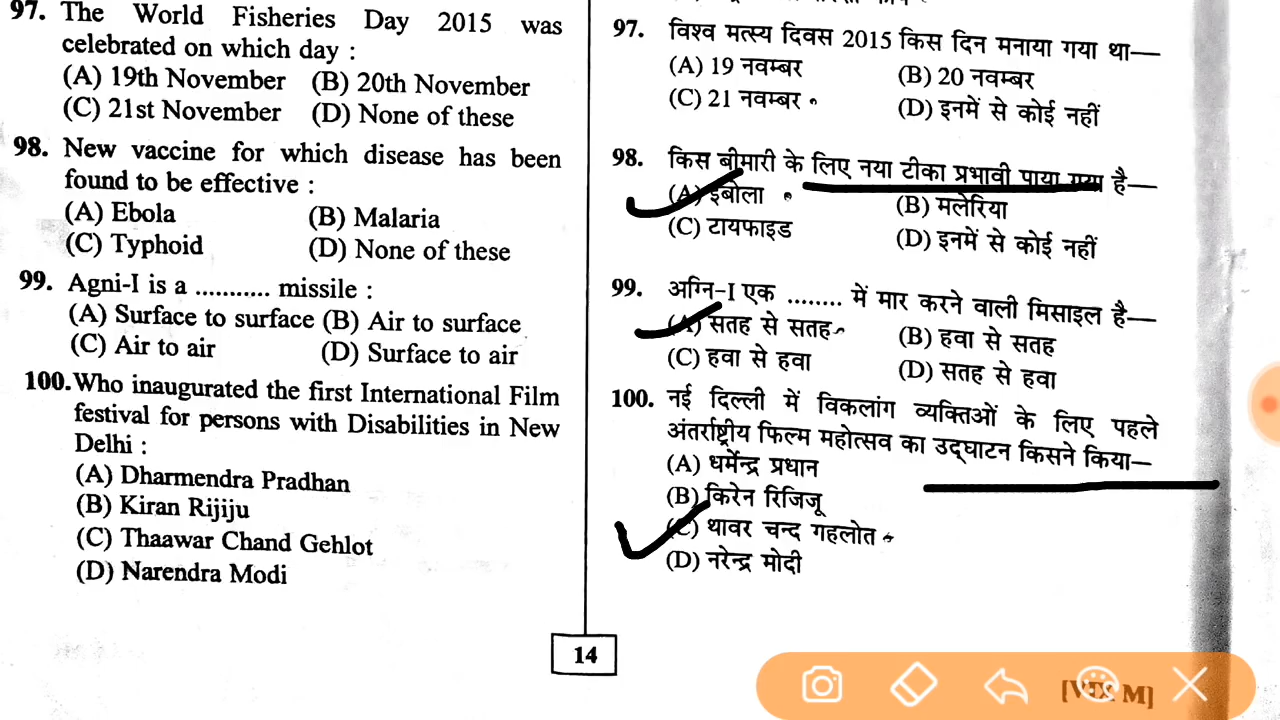 97. The World Fisheries Day 2015 was
celebrated on which day :
(A) 19th November (B) 20th November
(C) 21st November (D) None of these
98. New vaccine for which disease has been
found to be effective :
(A) Ebola (B) Malaria
(C) Typhoid (D) None of these
99. Agni-I is a ........... missile :
(A) Surface to surface (B) Air to surface
(C) Air to air (D) Surface to air
100. Who inaugurated the first International Film
festival for persons with Disabilities in New
Delhi :
(A) Dharmendra Pradhan
(B) Kiran Rijiju
(C) Thaawar Chand Gehlot
(D) Narendra Modi
97. विश्व मत्स्य दिवस 2015 किस दिन मनाया गया था—
(A) 19 नवम्बर (B) 20 नवम्बर
(C) 21 नवम्बर (D) इनमें से कोई नहीं
98. किस बीमारी के लिए नया टीका प्रभावी पाया गया है—
(A) इबोला (B) मलेरिया
(C) टायफाइड (D) इनमें से कोई नहीं
99. अग्नि-I एक ........ में मार करने वाली मिसाइल है—
(A) सतह से सतह (B) हवा से सतह
(C) हवा से हवा (D) सतह से हवा
100. नई दिल्ली में विकलांग व्यक्तिओं के लिए पहले
अंतर्राष्ट्रीय फिल्म महोत्सव का उद्घाटन किसने किया—
(A) धर्मेन्द्र प्रधान
(B) किरेन रिजिजू
(C) थावर चन्द गहलोत
(D) नरेन्द्र मोदी
14